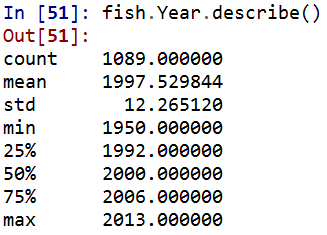 In [51]: fish.Year.describe()
Out[51]:
count 1089.000000
mean 1997.529844
std 12.265120
min 1950.000000
25% 1992.000000
50% 2000.000000
75% 2006.000000
max 2013.000000